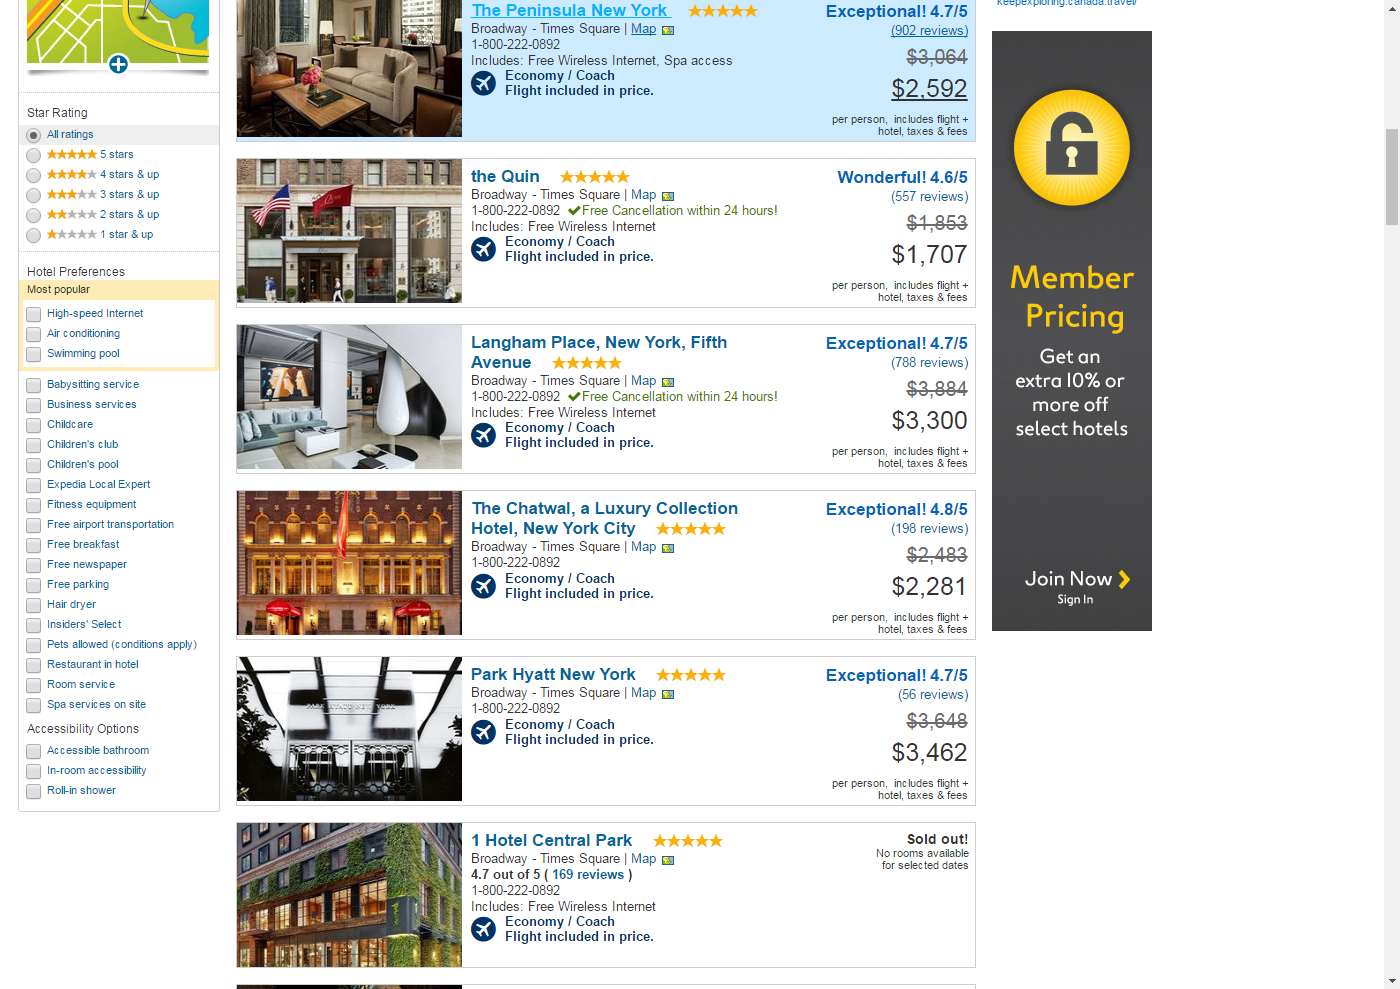 keepexploring.canada.travel/
Star Rating
All ratings
5 stars
4 stars & up
3 stars & up
2 stars & up
1 star & up
Hotel Preferences
Most popular
High-speed Internet
Air conditioning
Swimming pool
Babysitting service
Business services
Childcare
Children's club
Children's pool
Expedia Local Expert
Fitness equipment
Free airport transportation
Free breakfast
Free newspaper
Free parking
Hair dryer
Insiders' Select
Pets allowed (conditions apply)
Restaurant in hotel
Room service
Spa services on site
Accessibility Options
Accessible bathroom
In-room accessibility
Roll-in shower
The Peninsula New York
Broadway - Times Square | Map
1-800-222-0892
Includes: Free Wireless Internet, Spa access
Economy / Coach
Flight included in price.
Exceptional! 4.7/5
(902 reviews)
$3,064
$2,592
per person, includes flight +
hotel, taxes & fees
the Quin
Broadway - Times Square | Map
1-800-222-0892 Free Cancellation within 24 hours!
Includes: Free Wireless Internet
Economy / Coach
Flight included in price.
Wonderful! 4.6/5
(557 reviews)
$1,853
$1,707
per person, includes flight +
hotel, taxes & fees
Langham Place, New York, Fifth
Avenue
Broadway - Times Square | Map
1-800-222-0892 Free Cancellation within 24 hours!
Includes: Free Wireless Internet
Economy / Coach
Flight included in price.
Exceptional! 4.7/5
(788 reviews)
$3,884
$3,300
per person, includes flight +
hotel, taxes & fees
The Chatwal, a Luxury Collection
Hotel, New York City
Broadway - Times Square | Map
1-800-222-0892
Economy / Coach
Flight included in price.
Exceptional! 4.8/5
(198 reviews)
$2,483
$2,281
per person, includes flight +
hotel, taxes & fees
PARK HYATT NEW YORK
Park Hyatt New York
Broadway - Times Square | Map
1-800-222-0892
Economy / Coach
Flight included in price.
Exceptional! 4.7/5
(56 reviews)
$3,648
$3,462
per person, includes flight +
hotel, taxes & fees
1 Hotel Central Park
Broadway - Times Square | Map
4.7 out of 5 ( 169 reviews )
1-800-222-0892
Includes: Free Wireless Internet
Economy / Coach
Flight included in price.
Sold out!
No rooms available
for selected dates
Member
Pricing
Get an
extra 10% or
more off
select hotels
Join Now
Sign In